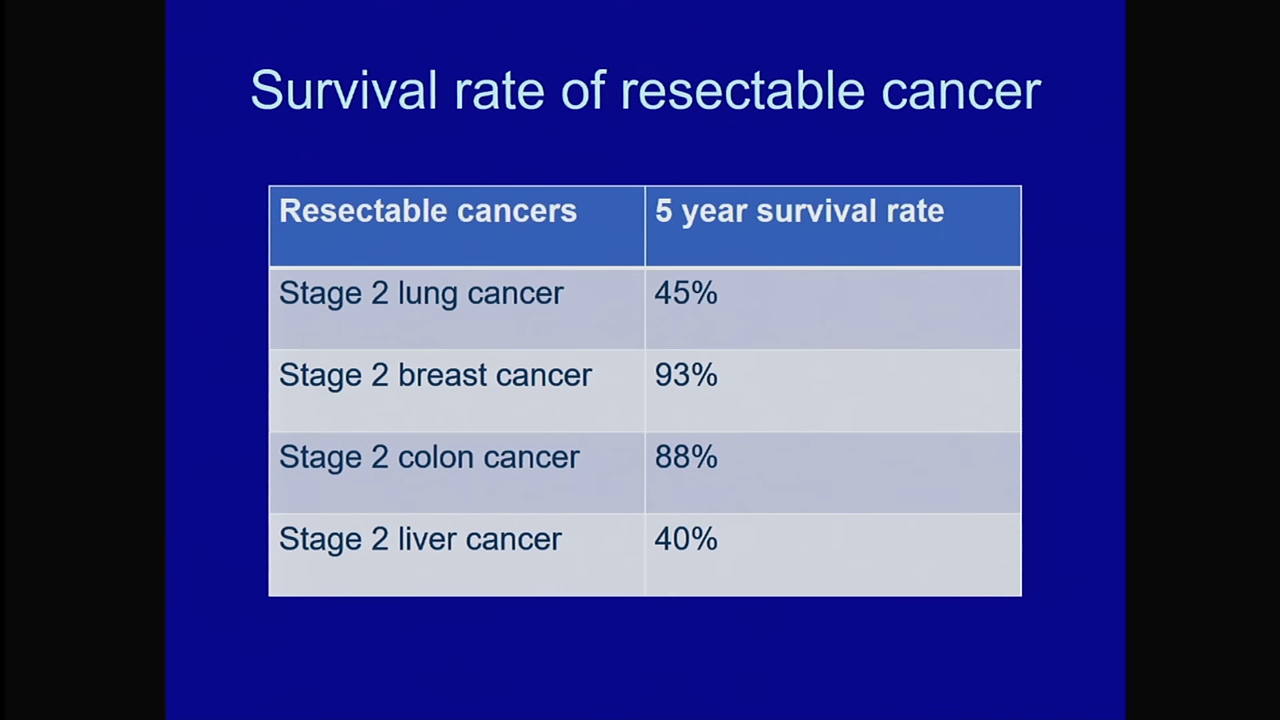 Survival rate of resectable cancer
Resectable cancers 5 year survival rate
Stage 2 lung cancer 45%
Stage 2 breast cancer 93%
Stage 2 colon cancer 88%
Stage 2 liver cancer 40%